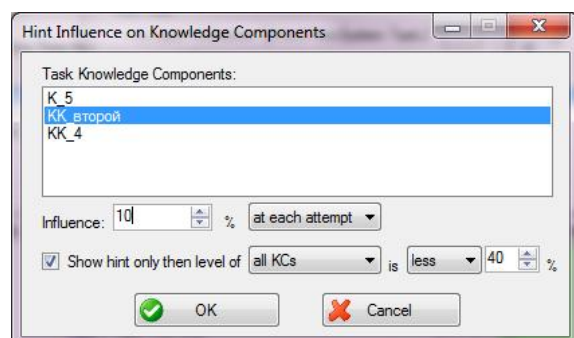 Hint Influence on Knowledge Components
Task Knowledge Components:
K_5
KK_второй
KK_4
Influence: 10 % at each attempt
Show hint only then level of all KCs is less 40 %
OK Cancel